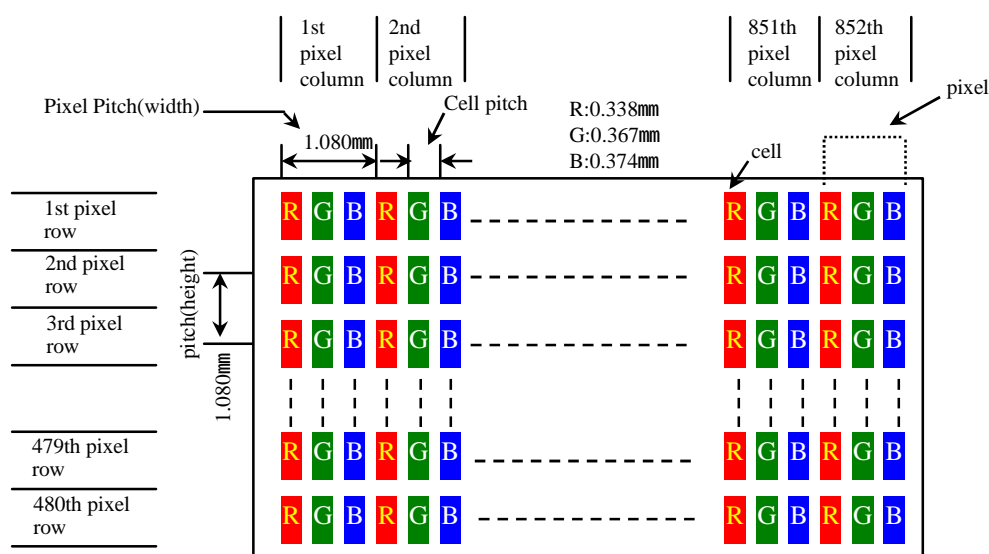 1st
pixel
column
2nd
pixel
column
851th
pixel
column
852th
pixel
column
Pixel Pitch(width)
Cell pitch
R:0.338㎜
G:0.367㎜
B:0.374㎜
pixel
1.080㎜
cell
1st pixel
row
R G B R G B R G B R G B
2nd pixel
row
R G B R G B R G B R G B
pitch(height)
3rd pixel
row
R G B R G B R G B R G B
1.080㎜
479th pixel
row
R G B R G B R G B R G B
480th pixel
row
R G B R G B R G B R G B